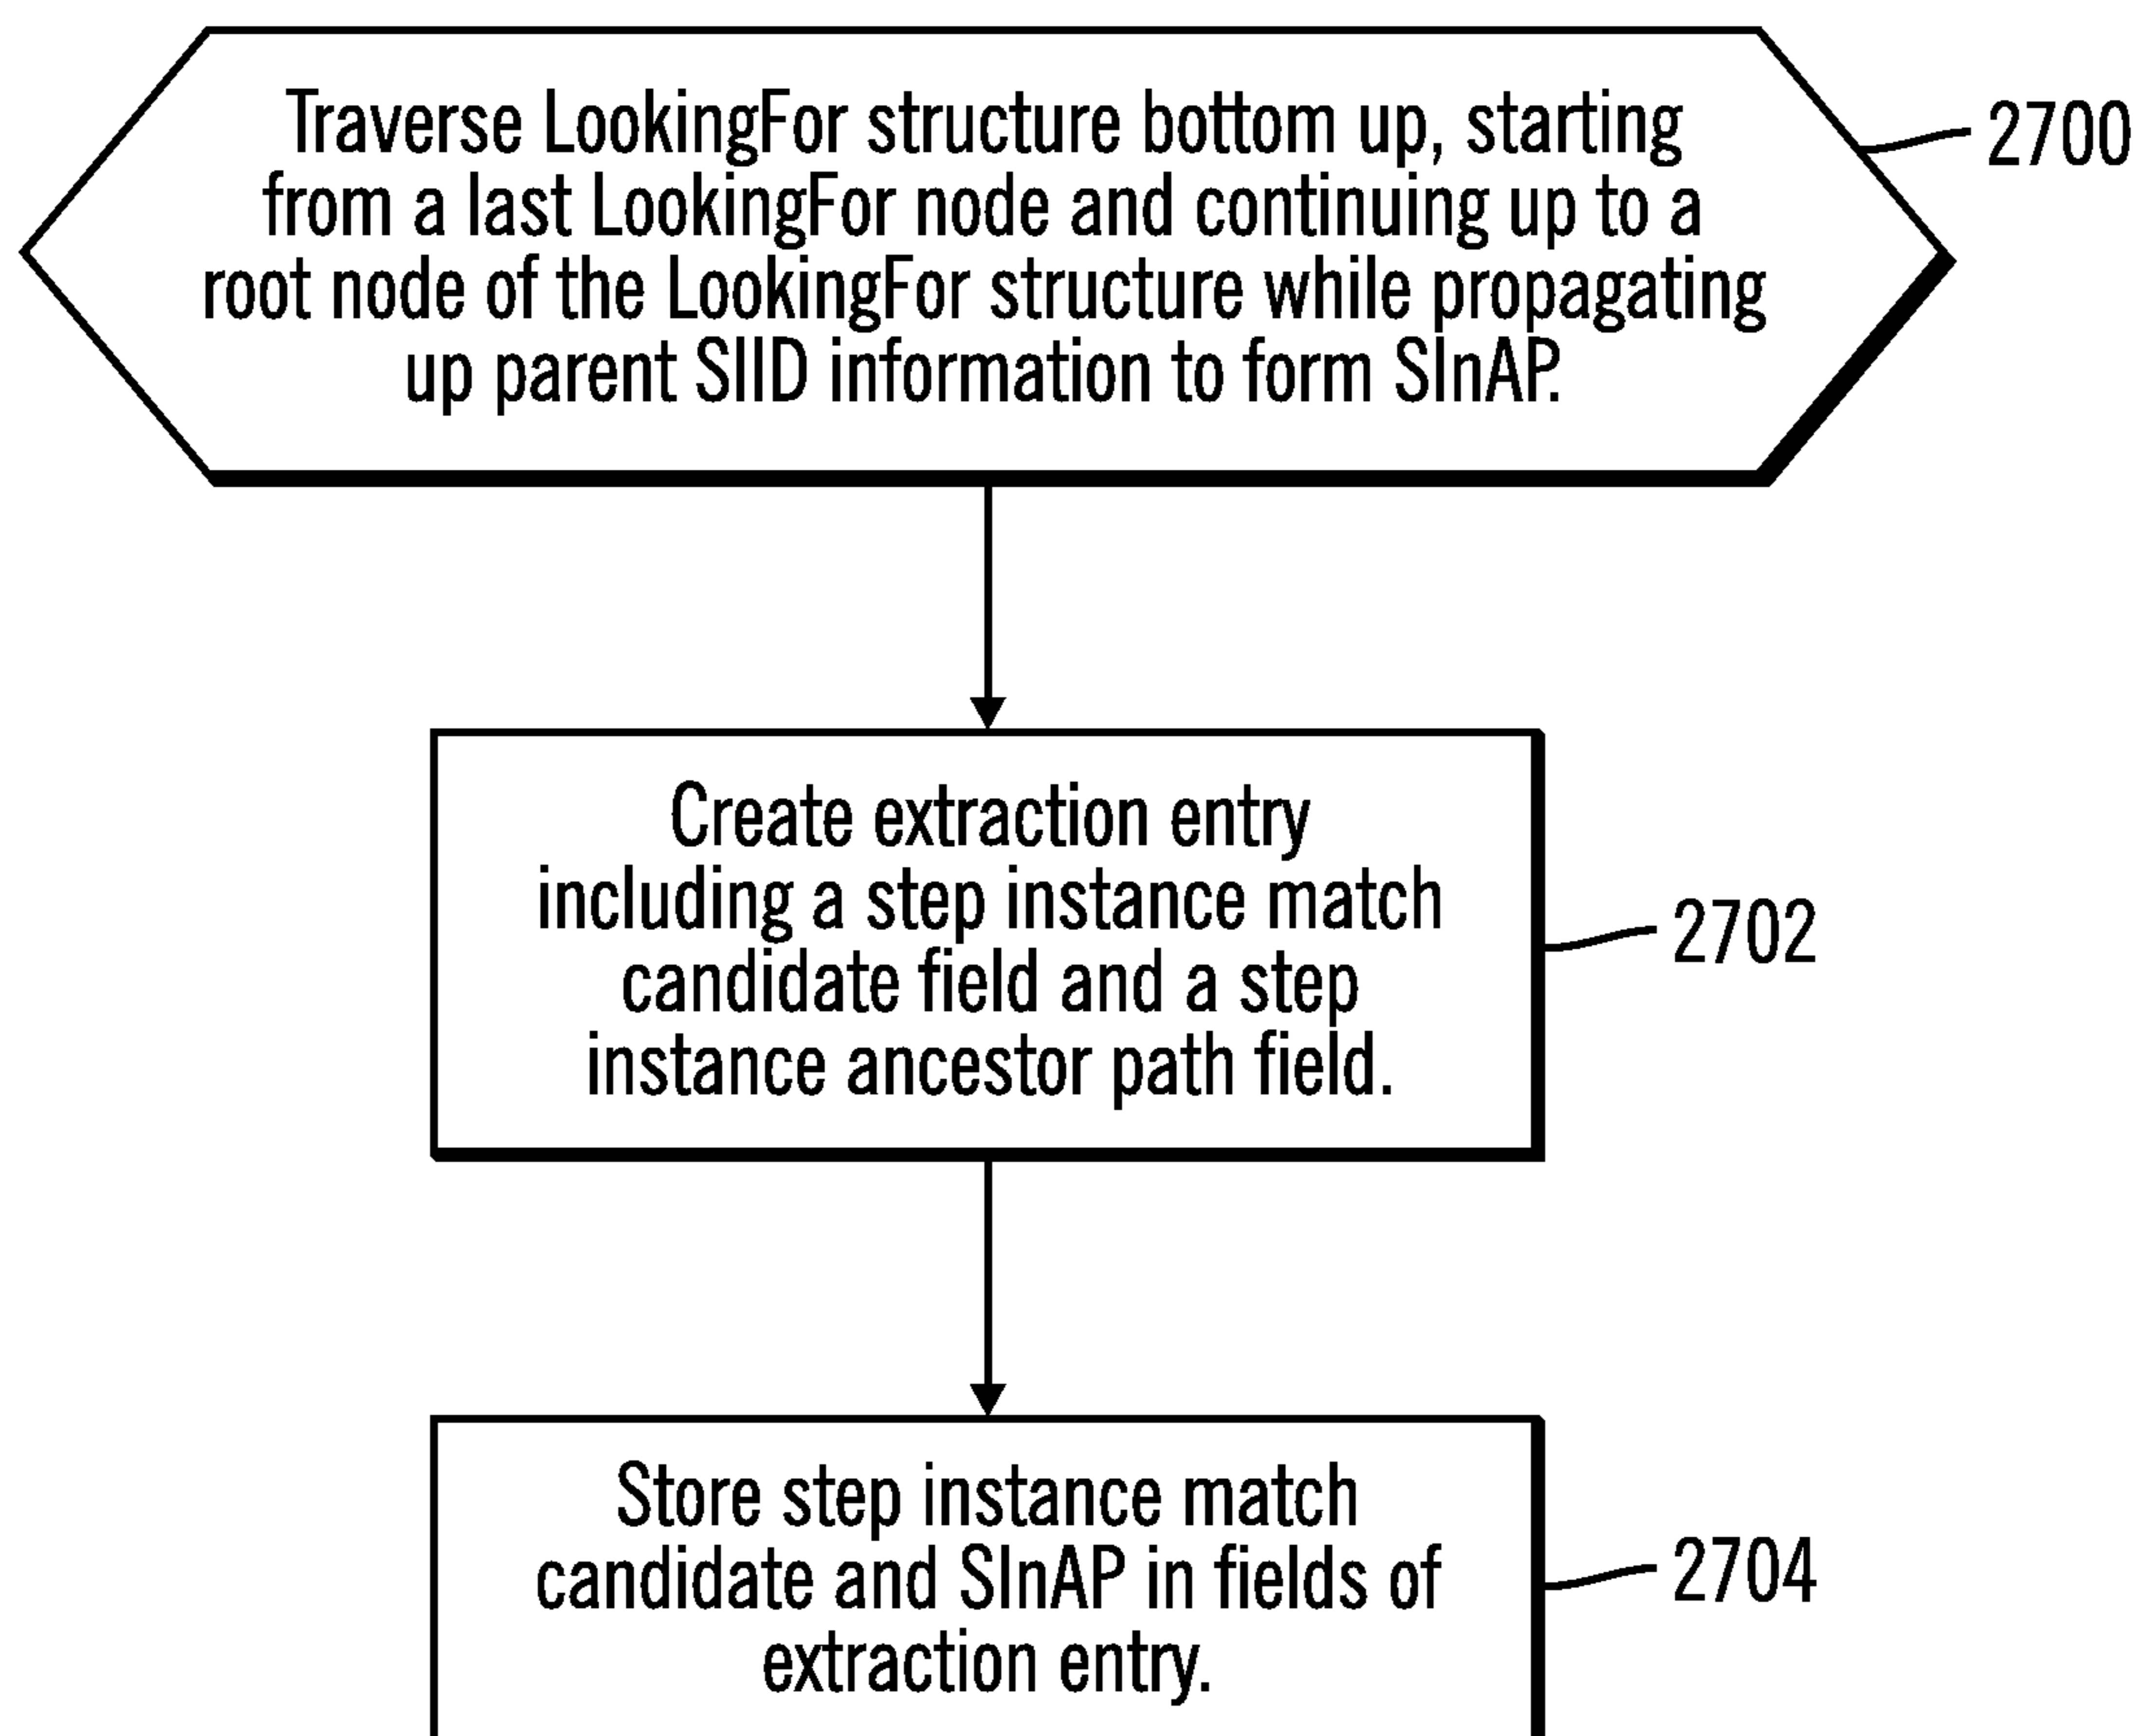 Traverse LookingFor structure bottom up, starting
from a last LookingFor node and continuing up to a
root node of the LookingFor structure while propagating
up parent SIID information to form SInAP.
2700
Create extraction entry
including a step instance match
candidate field and a step
instance ancestor path field.
2702
Store step instance match
candidate and SInAP in fields of
extraction entry.
2704